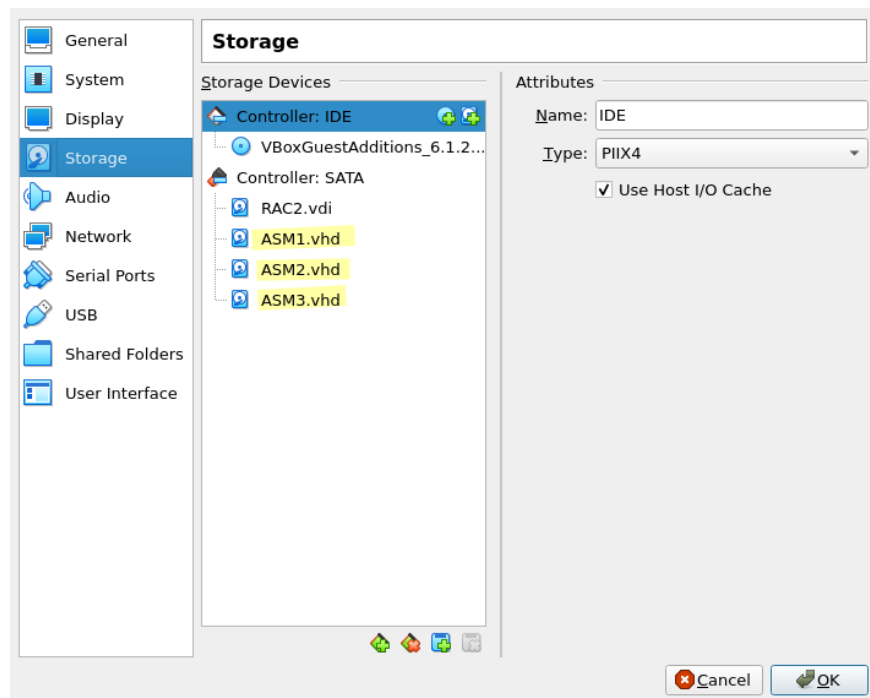 General
System
Display
Storage
Audio
Network
Serial Ports
USB
Shared Folders
User Interface
Storage
Storage Devices
Controller: IDE
VBoxGuestAdditions_6.1.2...
Controller: SATA
RAC2.vdi
ASM1.vhd
ASM2.vhd
ASM3.vhd
Attributes
Name: IDE
Type: PIIX4
Use Host I/O Cache
Cancel OK